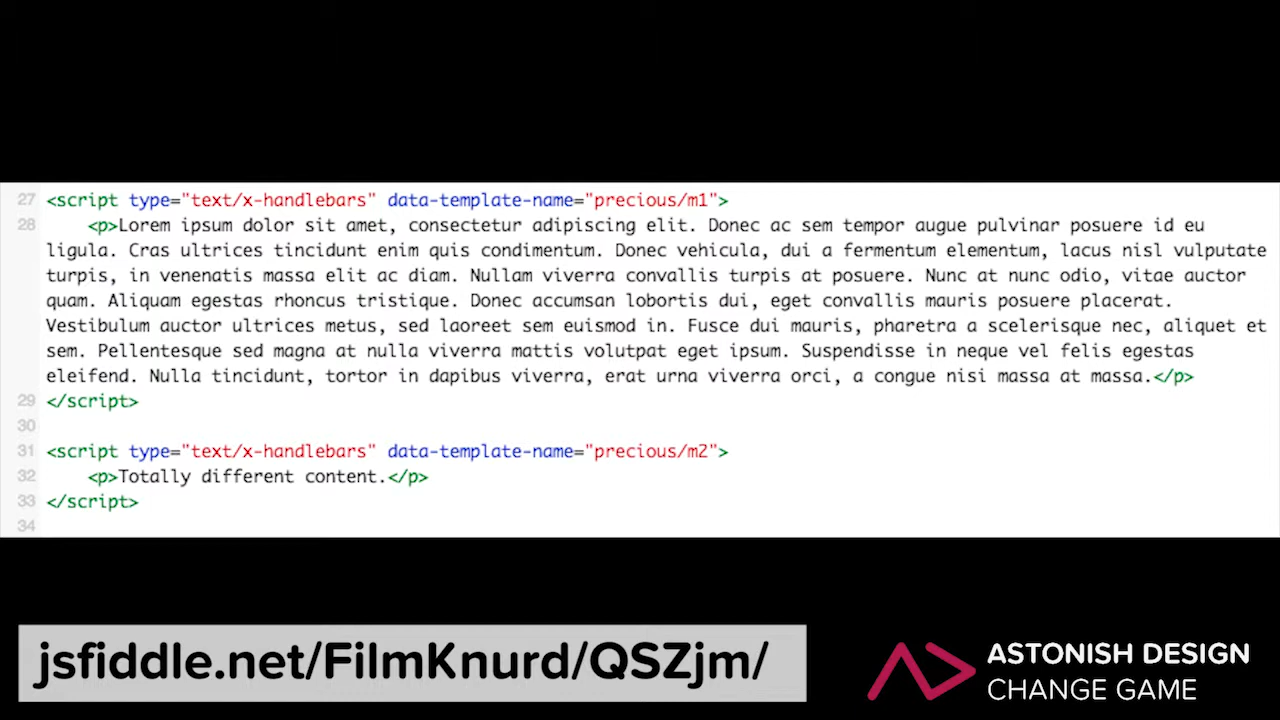 27 <script type="text/x-handlebars" data-template-name="precious/m1">
28 <p>Lorem ipsum dolor sit amet, consectetur adipiscing elit. Donec ac sem tempor augue pulvinar posuere id eu
ligula. Cras ultrices tincidunt enim quis condimentum. Donec vehicula, dui a fermentum elementum, lacus nisl vulputate
turpis, in venenatis massa elit ac diam. Nullam viverra convallis turpis at posuere. Nunc at nunc odio, vitae auctor
quam. Aliquam egestas rhoncus tristique. Donec accumsan lobortis dui, eget convallis mauris posuere placerat.
Vestibulum auctor ultrices metus, sed laoreet sem euismod in. Fusce dui mauris, pharetra a scelerisque nec, aliquet et
sem. Pellentesque sed magna at nulla viverra mattis volutpat eget ipsum. Suspendisse in neque vel felis egestas
eleifend. Nulla tincidunt, tortor in dapibus viverra, erat urna viverra orci, a congue nisi massa at massa.</p>
29 </script>
30
31 <script type="text/x-handlebars" data-template-name="precious/m2">
32 <p>Totally different content.</p>
33 </script>
34
jsfiddle.net/FilmKnurd/QSZjm/
ASTONISH DESIGN
CHANGE GAME